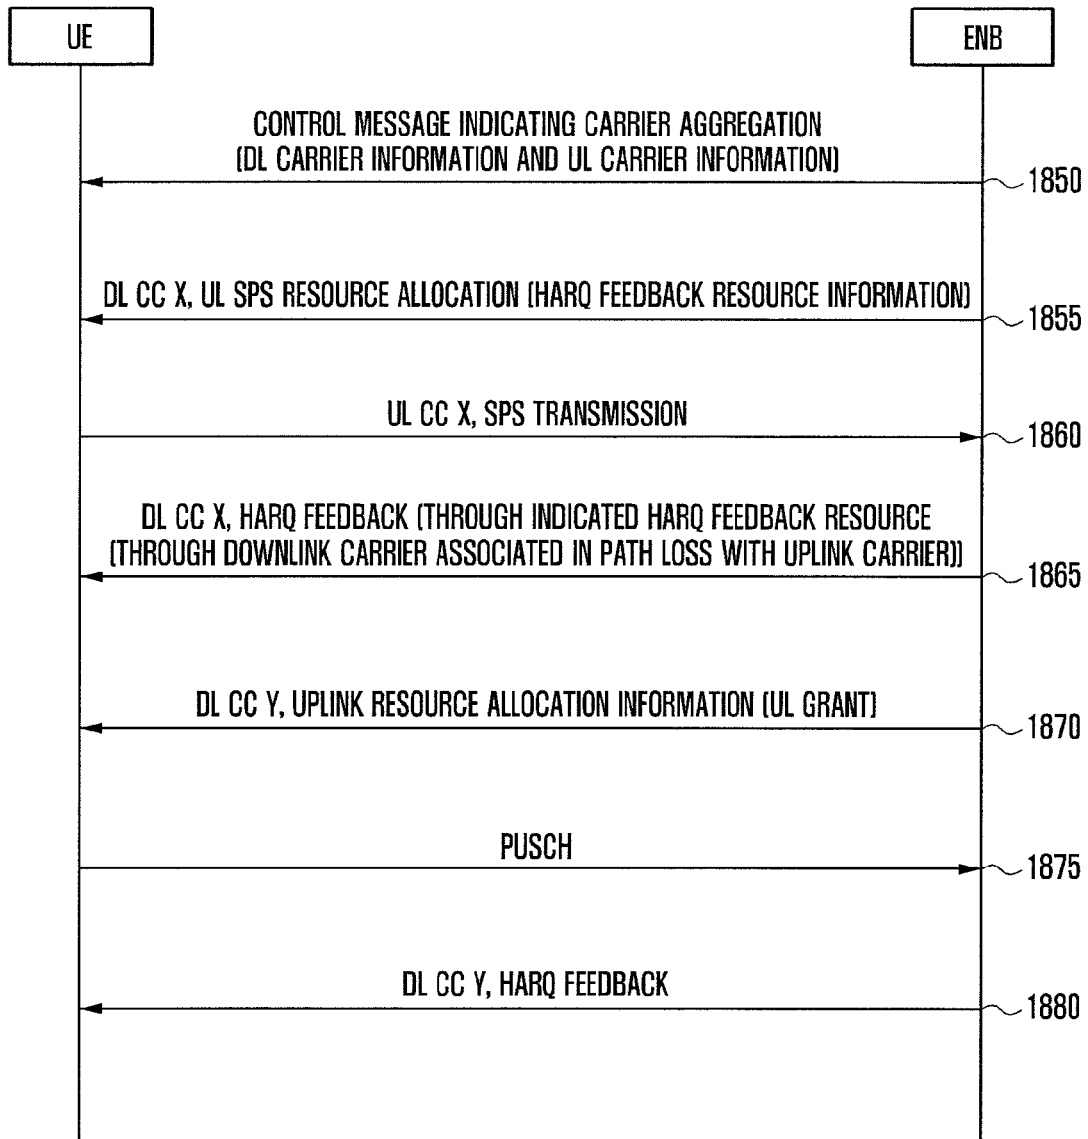 UE
ENB
CONTROL MESSAGE INDICATING CARRIER AGGREGATION
(DL CARRIER INFORMATION AND UL CARRIER INFORMATION)
1850
DL CC X, UL SPS RESOURCE ALLOCATION (HARQ FEEDBACK RESOURCE INFORMATION)
1855
UL CC X, SPS TRANSMISSION
1860
DL CC X, HARQ FEEDBACK (THROUGH INDICATED HARQ FEEDBACK RESOURCE
(THROUGH DOWNLINK CARRIER ASSOCIATED IN PATH LOSS WITH UPLINK CARRIER))
1865
DL CC Y, UPLINK RESOURCE ALLOCATION INFORMATION (UL GRANT)
1870
PUSCH
1875
DL CC Y, HARQ FEEDBACK
1880